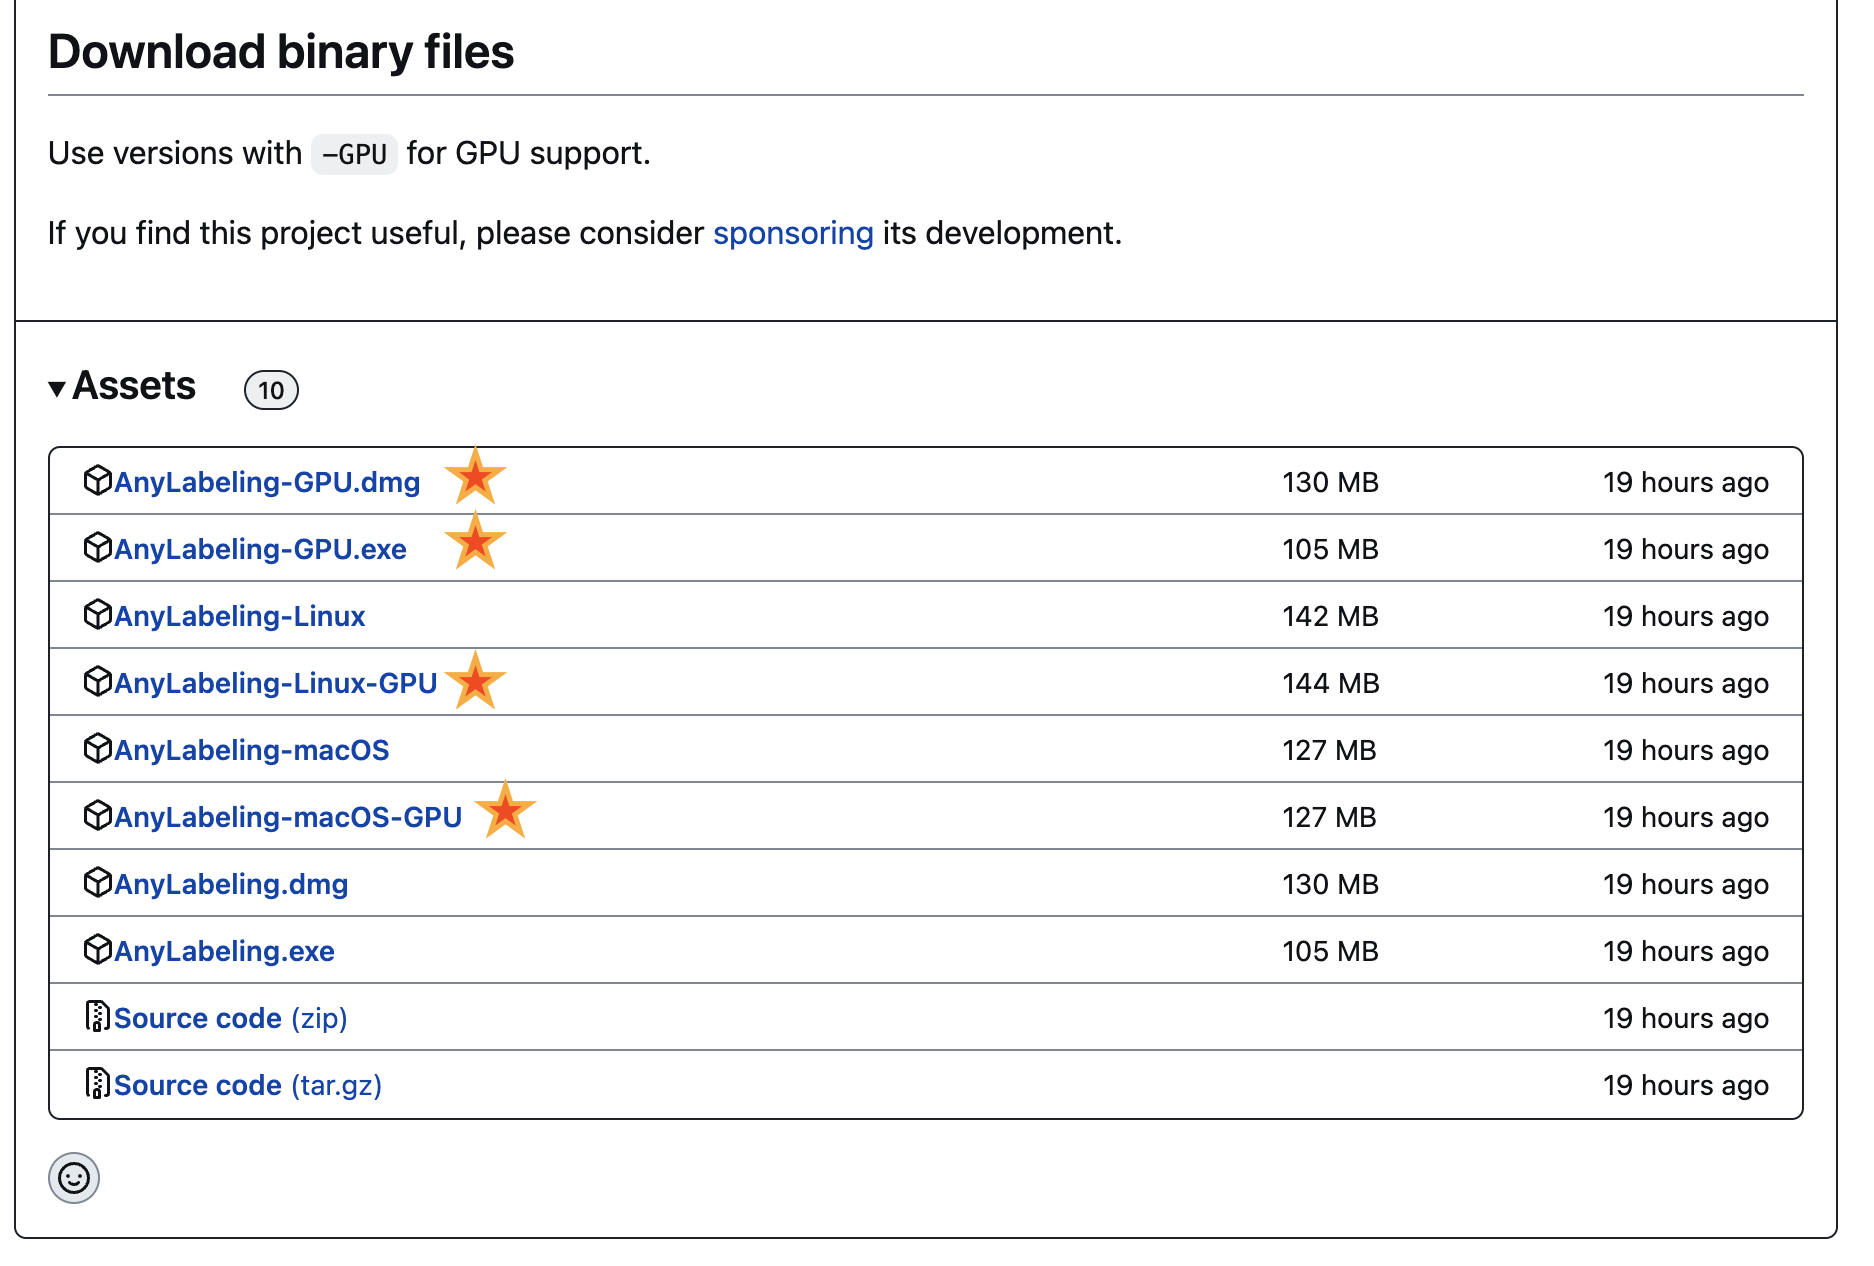 Download binary files
Use versions with -GPU for GPU support.
If you find this project useful, please consider sponsoring its development.
Assets 10
AnyLabeling-GPU.dmg 130 MB 19 hours ago
AnyLabeling-GPU.exe 105 MB 19 hours ago
AnyLabeling-Linux 142 MB 19 hours ago
AnyLabeling-Linux-GPU 144 MB 19 hours ago
AnyLabeling-macOS 127 MB 19 hours ago
AnyLabeling-macOS-GPU 127 MB 19 hours ago
AnyLabeling.dmg 130 MB 19 hours ago
AnyLabeling.exe 105 MB 19 hours ago
Source code (zip) 19 hours ago
Source code (tar.gz) 19 hours ago